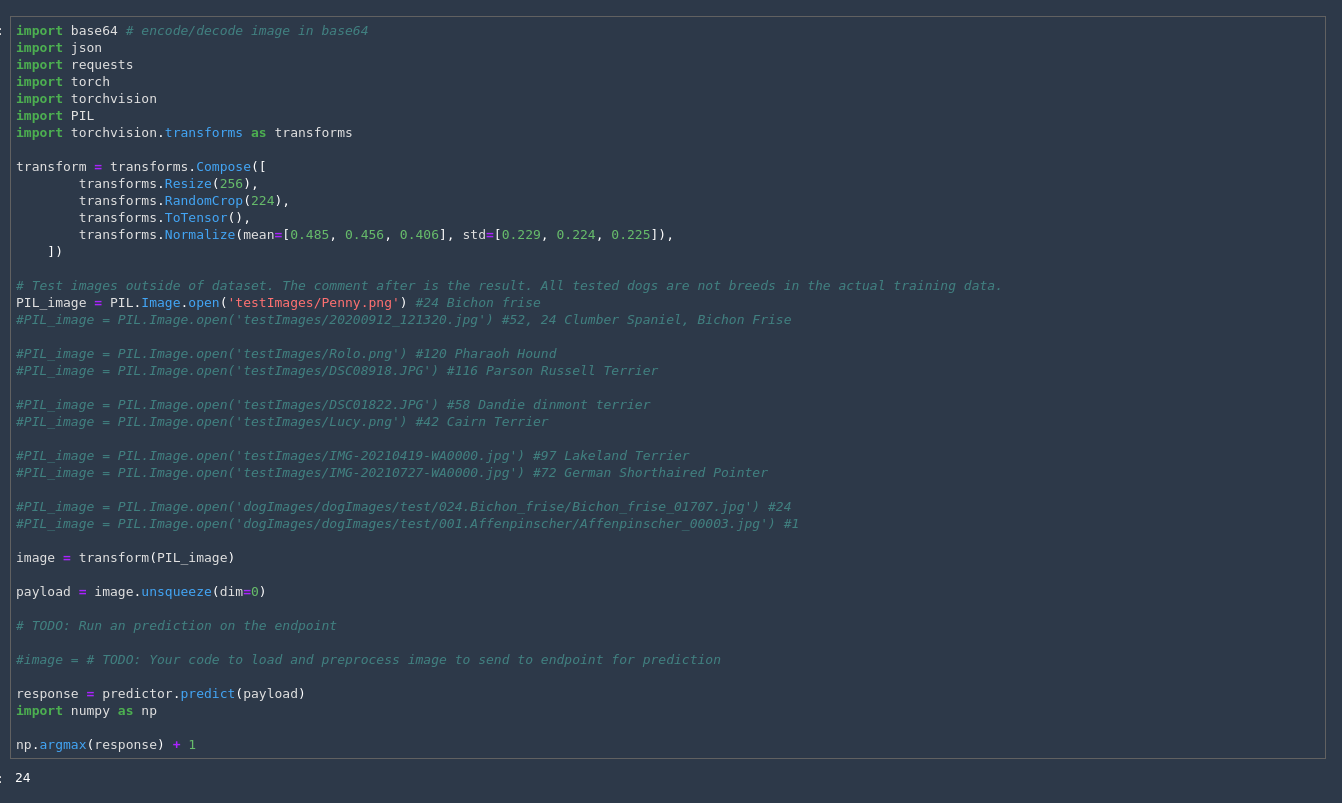 : import base64 # encode/decode image in base64
import json
import requests
import torch
import torchvision
import PIL
import torchvision.transforms as transforms

transform = transforms.Compose([
        transforms.Resize(256),
        transforms.RandomCrop(224),
        transforms.ToTensor(),
        transforms.Normalize(mean=[0.485, 0.456, 0.406], std=[0.229, 0.224, 0.225]),
    ])

# Test images outside of dataset. The comment after is the result. All tested dogs are not breeds in the actual training data.
PIL_image = PIL.Image.open('testImages/Penny.png') #24 Bichon frise
#PIL_image = PIL.Image.open('testImages/20200912_121320.jpg') #52, 24 Clumber Spaniel, Bichon Frise

#PIL_image = PIL.Image.open('testImages/Rolo.png') #120 Pharaoh Hound
#PIL_image = PIL.Image.open('testImages/DSC08918.JPG') #116 Parson Russell Terrier

#PIL_image = PIL.Image.open('testImages/DSC01822.JPG') #58 Dandie dinmont terrier
#PIL_image = PIL.Image.open('testImages/Lucy.png') #42 Cairn Terrier

#PIL_image = PIL.Image.open('testImages/IMG-20210419-WA0000.jpg') #97 Lakeland Terrier
#PIL_image = PIL.Image.open('testImages/IMG-20210727-WA0000.jpg') #72 German Shorthaired Pointer

#PIL_image = PIL.Image.open('dogImages/dogImages/test/024.Bichon_frise/Bichon_frise_01707.jpg') #24
#PIL_image = PIL.Image.open('dogImages/dogImages/test/001.Affenpinscher/Affenpinscher_00003.jpg') #1

image = transform(PIL_image)

payload = image.unsqueeze(dim=0)

# TODO: Run an prediction on the endpoint

#image = # TODO: Your code to load and preprocess image to send to endpoint for prediction

response = predictor.predict(payload)
import numpy as np

np.argmax(response) + 1
: 24